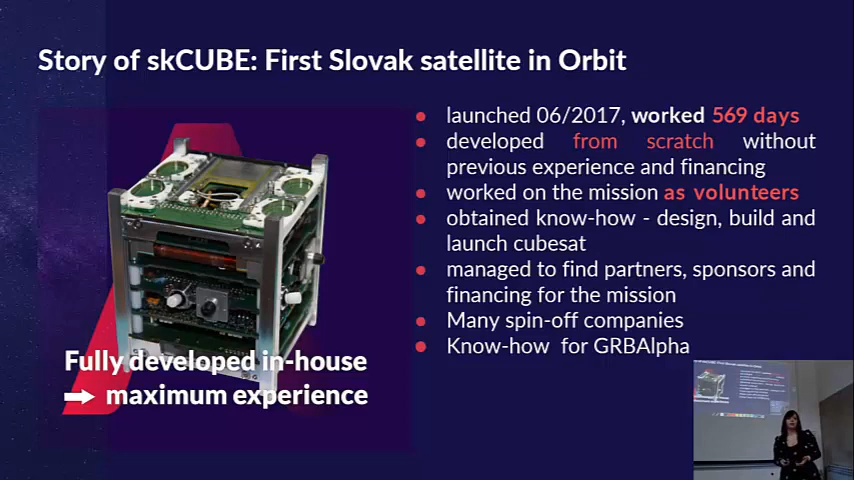 Story of skCUBE: First Slovak satellite in Orbit
launched 06/2017, worked 569 days
developed from scratch without
previous experience and financing
worked on the mission as volunteers
obtained know-how - design, build and
launch cubesat
managed to find partners, sponsors and
financing for the mission
Many spin-off companies
Know-how for GRBAlpha
Fully developed in-house
➡ maximum experience